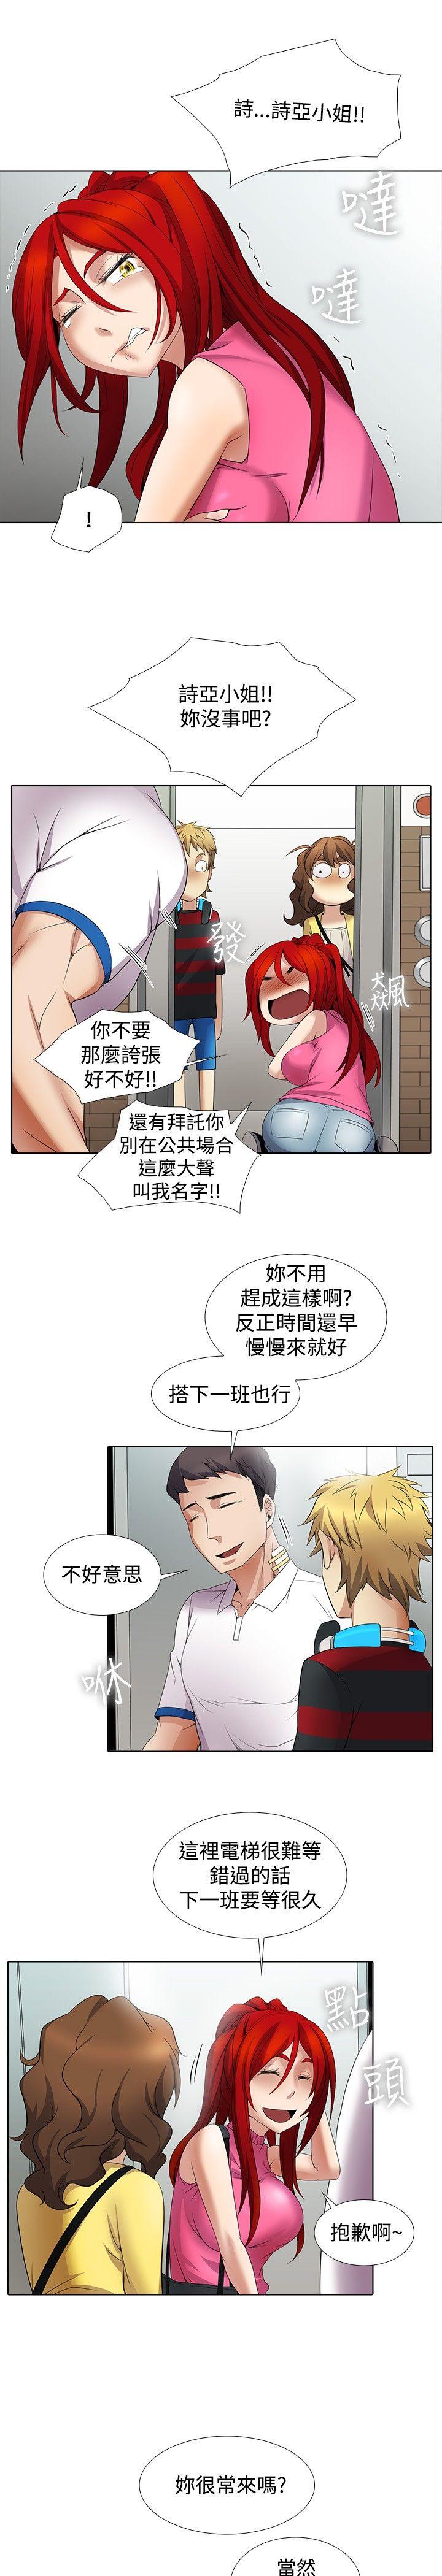 詩...詩亞小姐!!
噠
噠
!
詩亞小姐!!
妳沒事吧?
發
飆
你不要
那麼誇張
好不好!!
還有拜託你
別在公共場合
這麼大聲
叫我名字!!
妳不用
趕成這樣啊?
反正時間還早
慢慢來就好
搭下一班也行
不好意思
咻
這裡電梯很難等
錯過的話
下一班要等很久
點
頭
抱歉啊~
妳很常來嗎?
當然